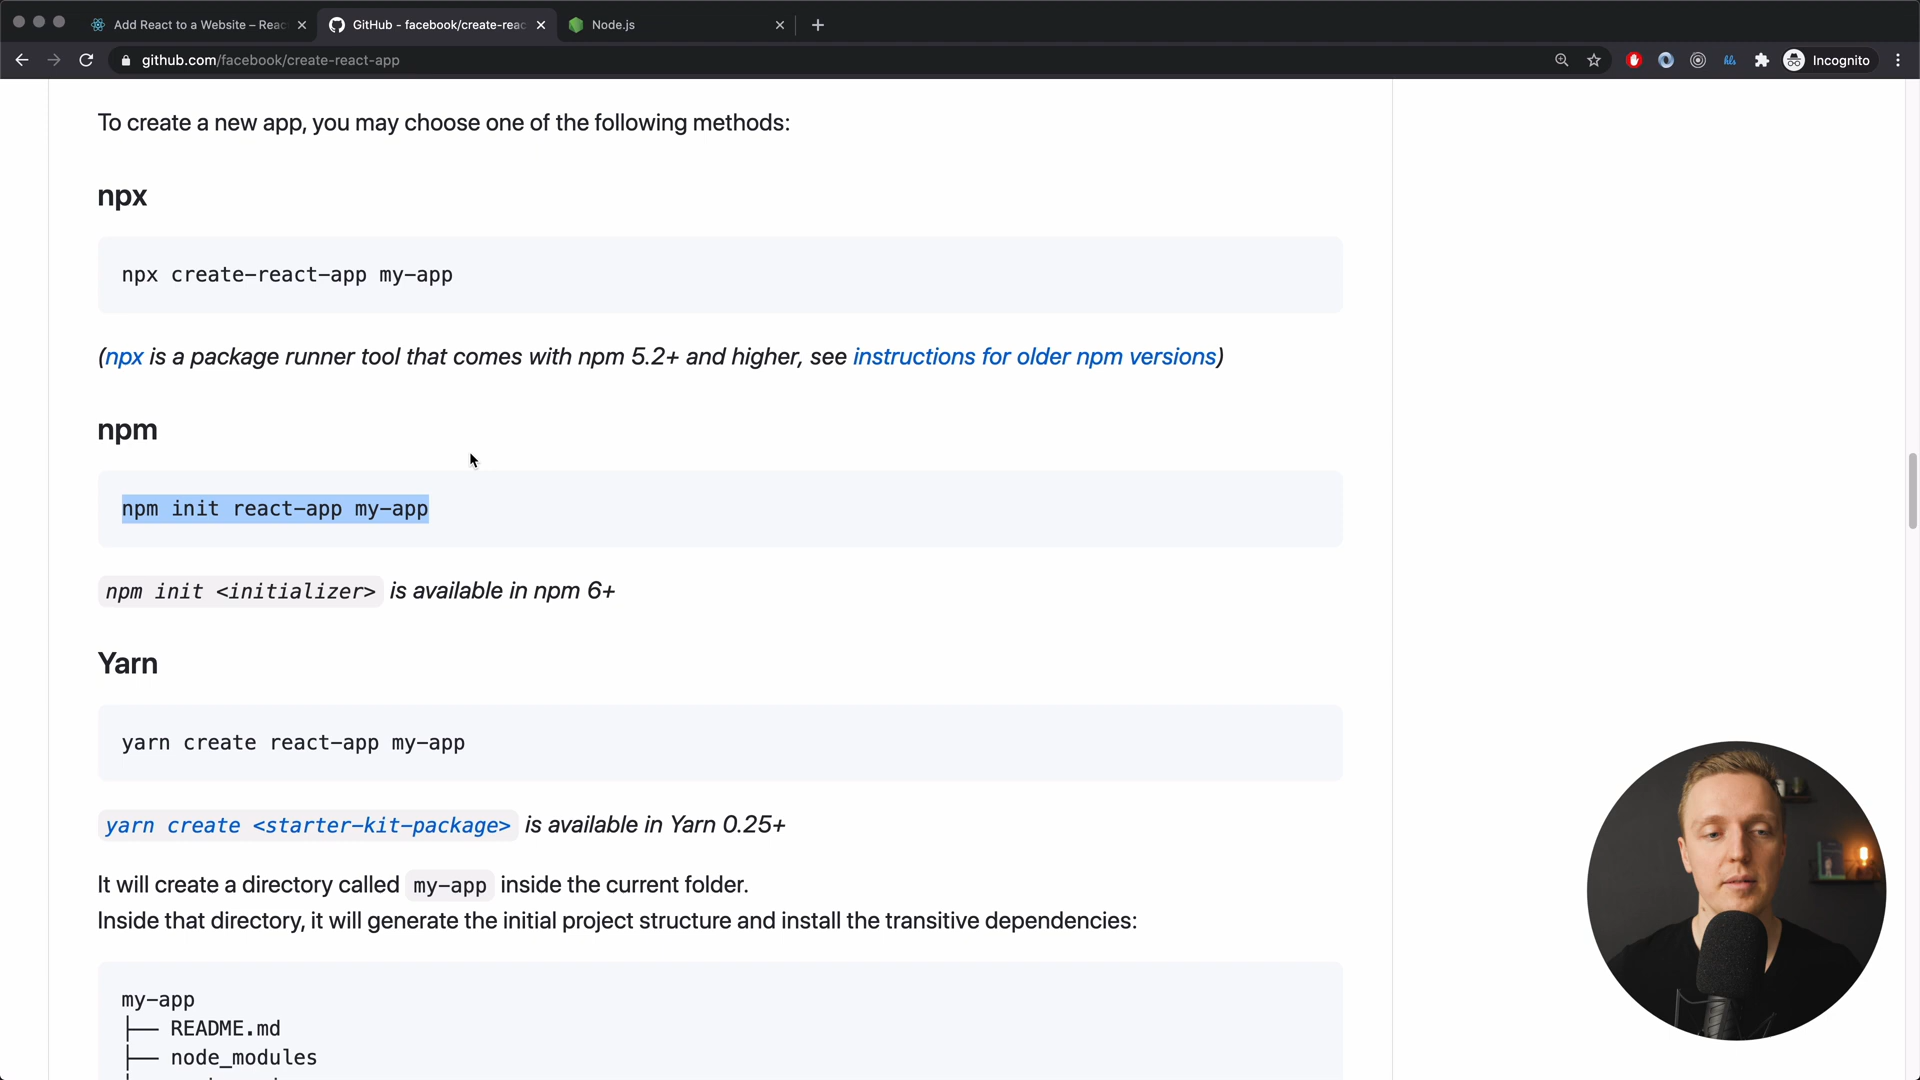 Add React to a Website – Reac
GitHub - facebook/create-reac
Node.js
github.com/facebook/create-react-app
hls
Incognito
To create a new app, you may choose one of the following methods:
npx
npx create-react-app my-app
(npx is a package runner tool that comes with npm 5.2+ and higher, see instructions for older npm versions)
npm
npm init react-app my-app
npm init <initializer> is available in npm 6+
Yarn
yarn create react-app my-app
yarn create <starter-kit-package> is available in Yarn 0.25+
It will create a directory called my-app inside the current folder.
Inside that directory, it will generate the initial project structure and install the transitive dependencies:
my-app
├── README.md
├── node_modules